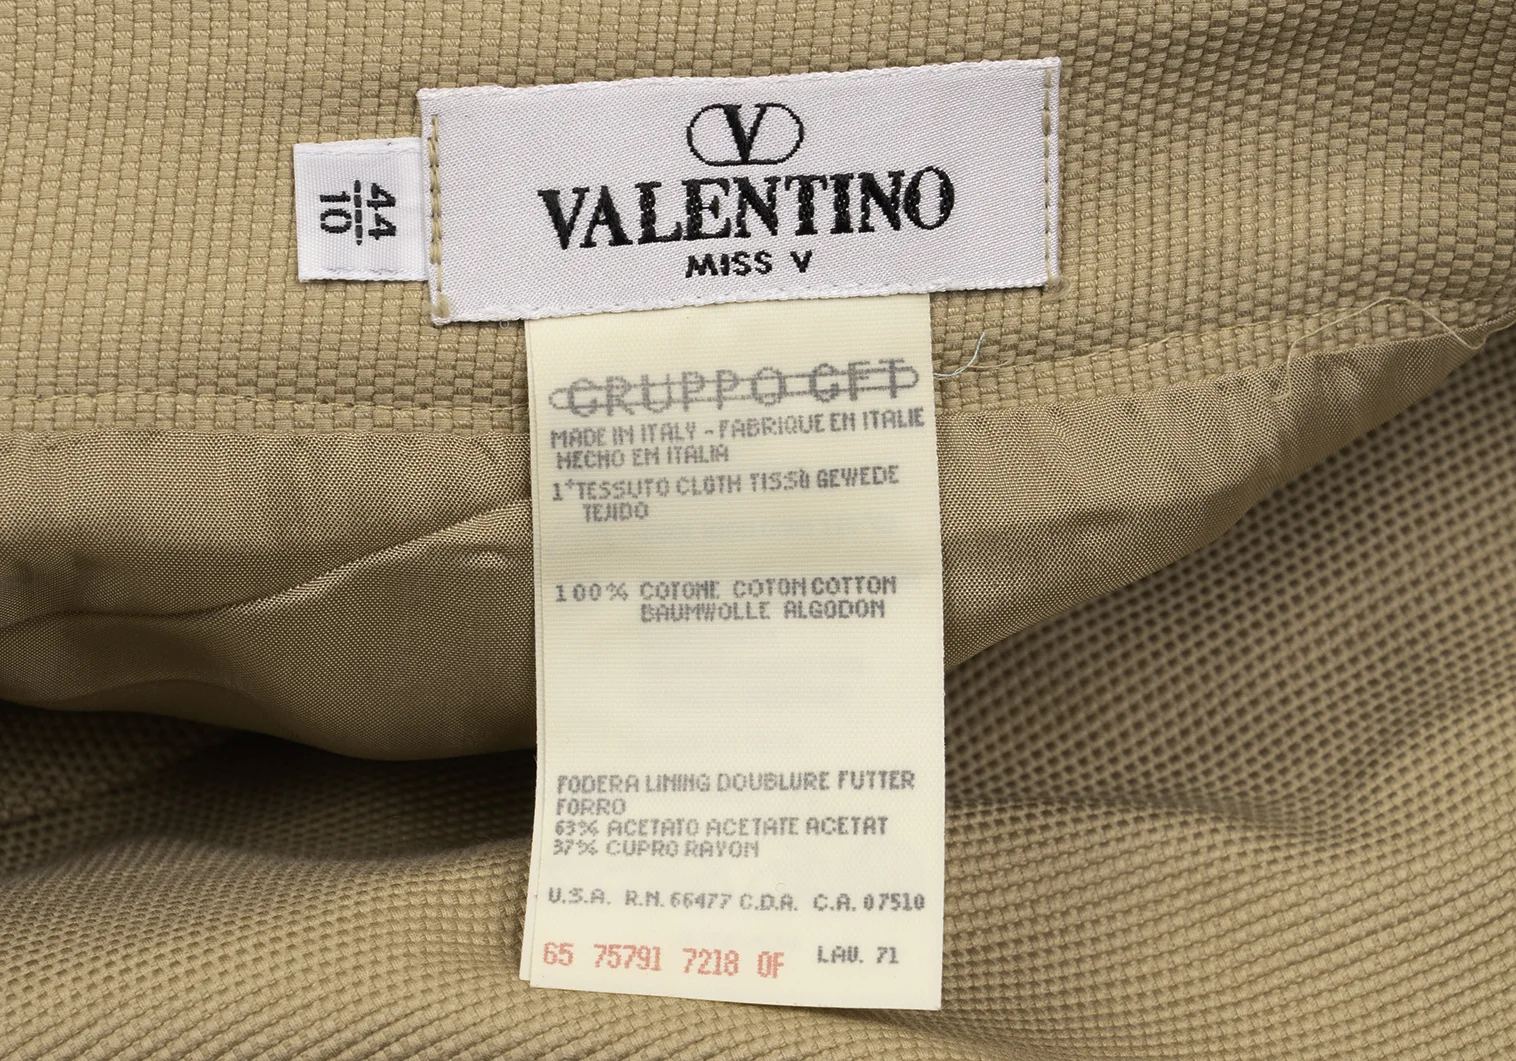 V
VALENTINO
MISS V
44
10
GRUPPO GFT
MADE IN ITALY - FABRIQUE EN ITALIE
HECHO EN ITALIA
1°TESSUTO CLOTH TISSÙ GEWEDE
TEJIDO
100% COTONE COTON COTTON
BAUMWOLLE ALGODON
FODERA LINING DOUBLURE FUTTER
FORRO
63% ACETATO ACETATE ACETAT
37% CUPRO RAYON
U.S.A. R.N. 66477 C.D.A. C.A. 07510
65 75791 7218 0F LAV. 71